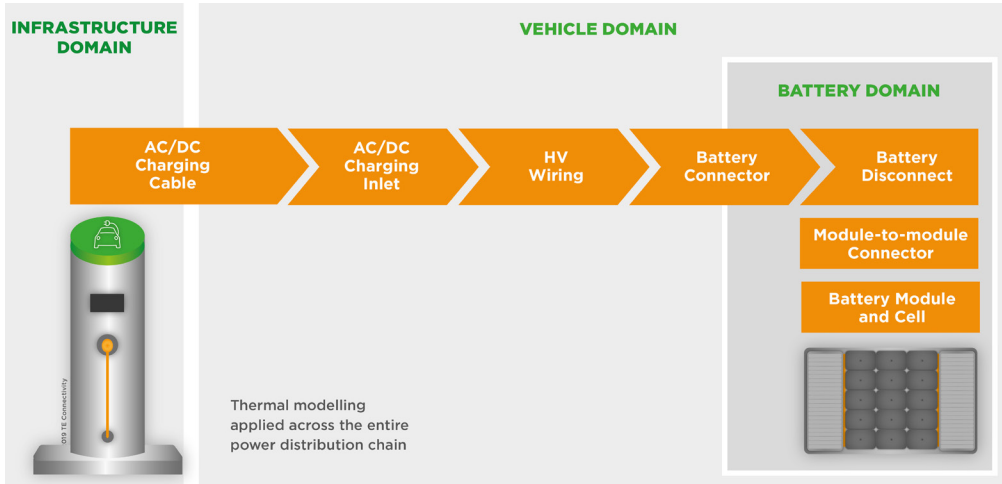 INFRASTRUCTURE
DOMAIN
VEHICLE DOMAIN
BATTERY DOMAIN
AC/DC
Charging
Cable
AC/DC
Charging
Inlet
HV
Wiring
Battery
Connector
Battery
Disconnect
Module-to-module
Connector
Battery Module
and Cell
Thermal modelling
applied across the entire
power distribution chain
019 TE Connectivity